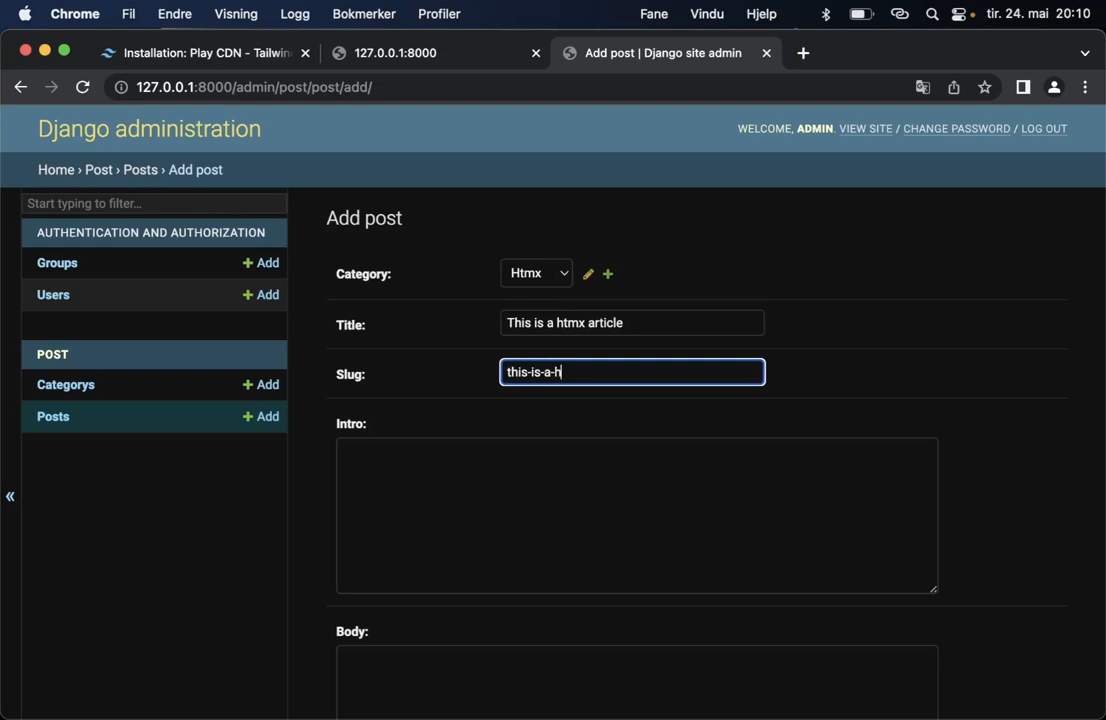 Chrome Fil Endre Visning Logg Bokmerker Profiler Fane Vindu Hjelp tir. 24. mai 20:10
Installation: Play CDN - Tailwin 127.0.0.1:8000 Add post | Django site admin
127.0.0.1:8000/admin/post/post/add/
Django administration
WELCOME, ADMIN. VIEW SITE / CHANGE PASSWORD / LOG OUT
Home › Post › Posts › Add post
Start typing to filter...
AUTHENTICATION AND AUTHORIZATION
Groups + Add
Users + Add
POST
Categorys + Add
Posts + Add
«
Add post
Category: Htmx
Title: This is a htmx article
Slug: this-is-a-h
Intro:
Body: